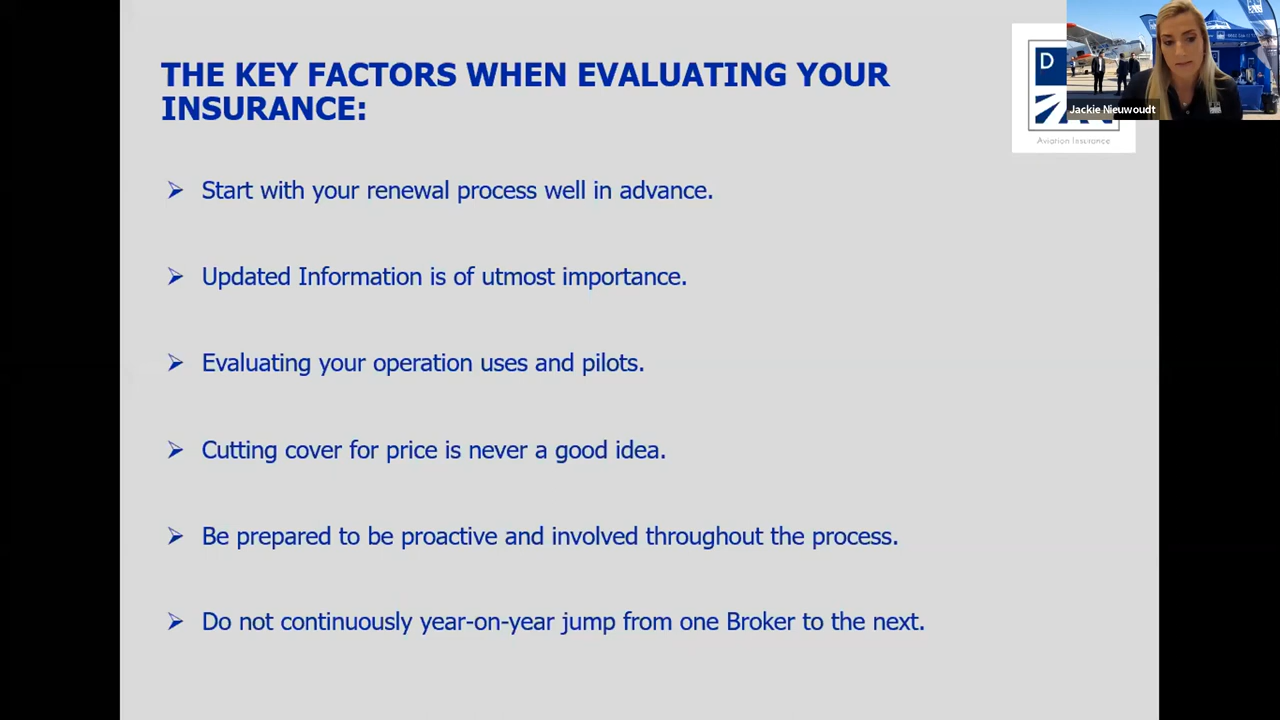 THE KEY FACTORS WHEN EVALUATING YOUR
INSURANCE:
D
Jackie Nieuwoudt
Aviation Insurance
➢ Start with your renewal process well in advance.
➢ Updated Information is of utmost importance.
➢ Evaluating your operation uses and pilots.
➢ Cutting cover for price is never a good idea.
➢ Be prepared to be proactive and involved throughout the process.
➢ Do not continuously year-on-year jump from one Broker to the next.